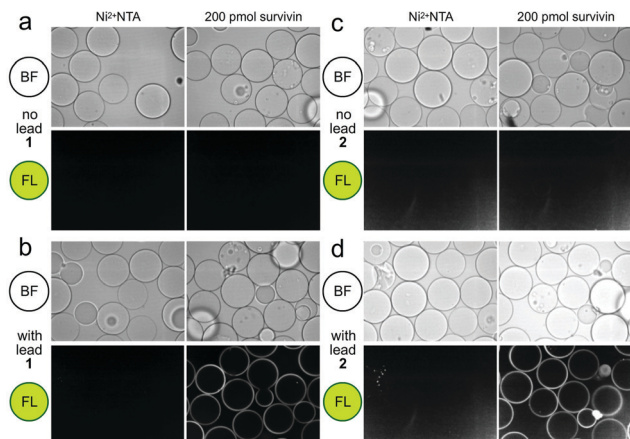 a
Ni²⁺NTA
200 pmol survivin
BF
no
lead
1
FL
b
BF
with
lead
1
FL
c
Ni²⁺NTA
200 pmol survivin
BF
no
lead
2
FL
d
BF
with
lead
2
FL